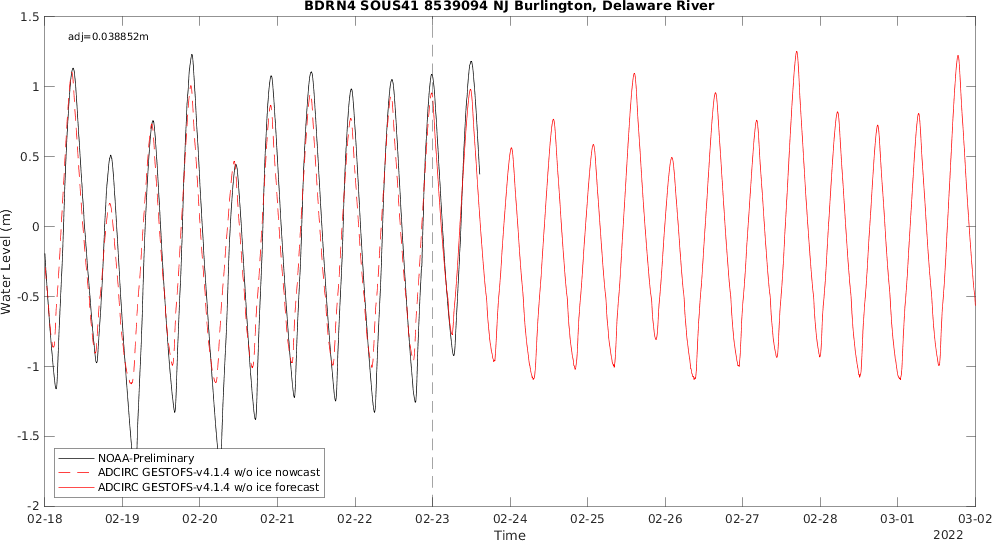 BDRN4 SOUS41 8539094 NJ Burlington, Delaware River
adj=0.038852m
1.5
1
0.5
0
-0.5
-1
-1.5
-2
Water Level (m)
NOAA-Preliminary
ADCIRC GESTOFS-v4.1.4 w/o ice nowcast
ADCIRC GESTOFS-v4.1.4 w/o ice forecast
02-18 02-19 02-20 02-21 02-22 02-23 02-24 02-25 02-26 02-27 02-28 03-01 03-02
Time
2022